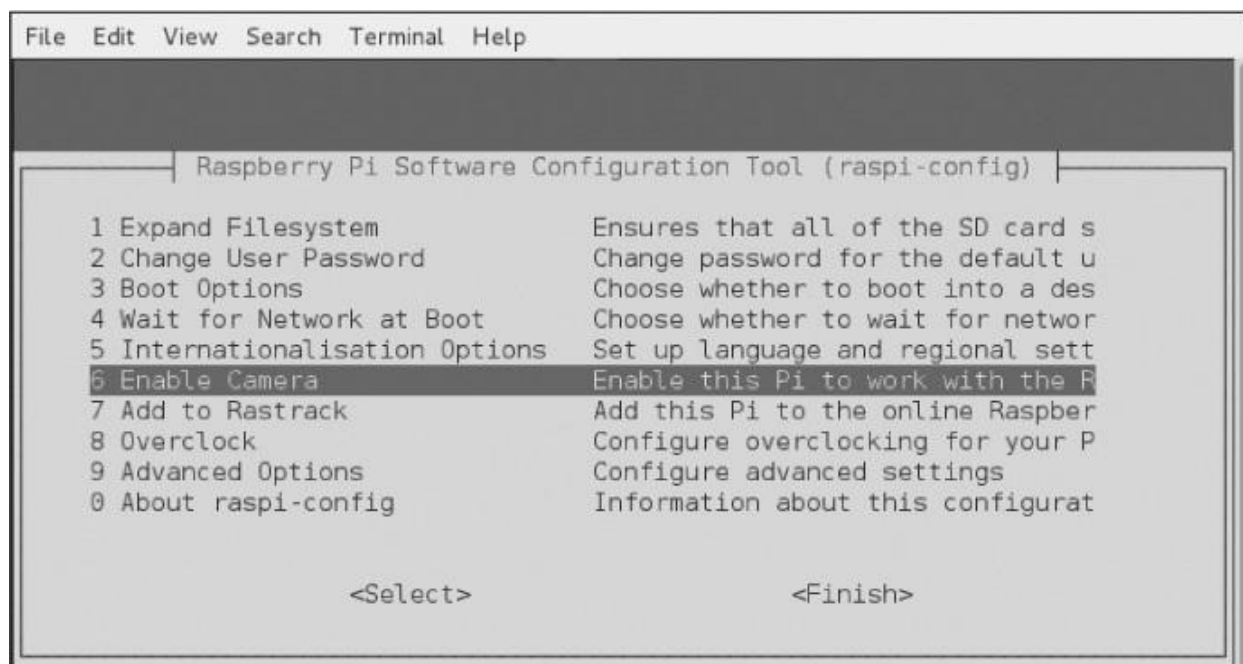 File Edit View Search Terminal Help
Raspberry Pi Software Configuration Tool (raspi-config)
1 Expand Filesystem Ensures that all of the SD card s
2 Change User Password Change password for the default u
3 Boot Options Choose whether to boot into a des
4 Wait for Network at Boot Choose whether to wait for networ
5 Internationalisation Options Set up language and regional sett
6 Enable Camera Enable this Pi to work with the R
7 Add to Rastrack Add this Pi to the online Raspber
8 Overclock Configure overclocking for your P
9 Advanced Options Configure advanced settings
0 About raspi-config Information about this configurat
<Select> <Finish>